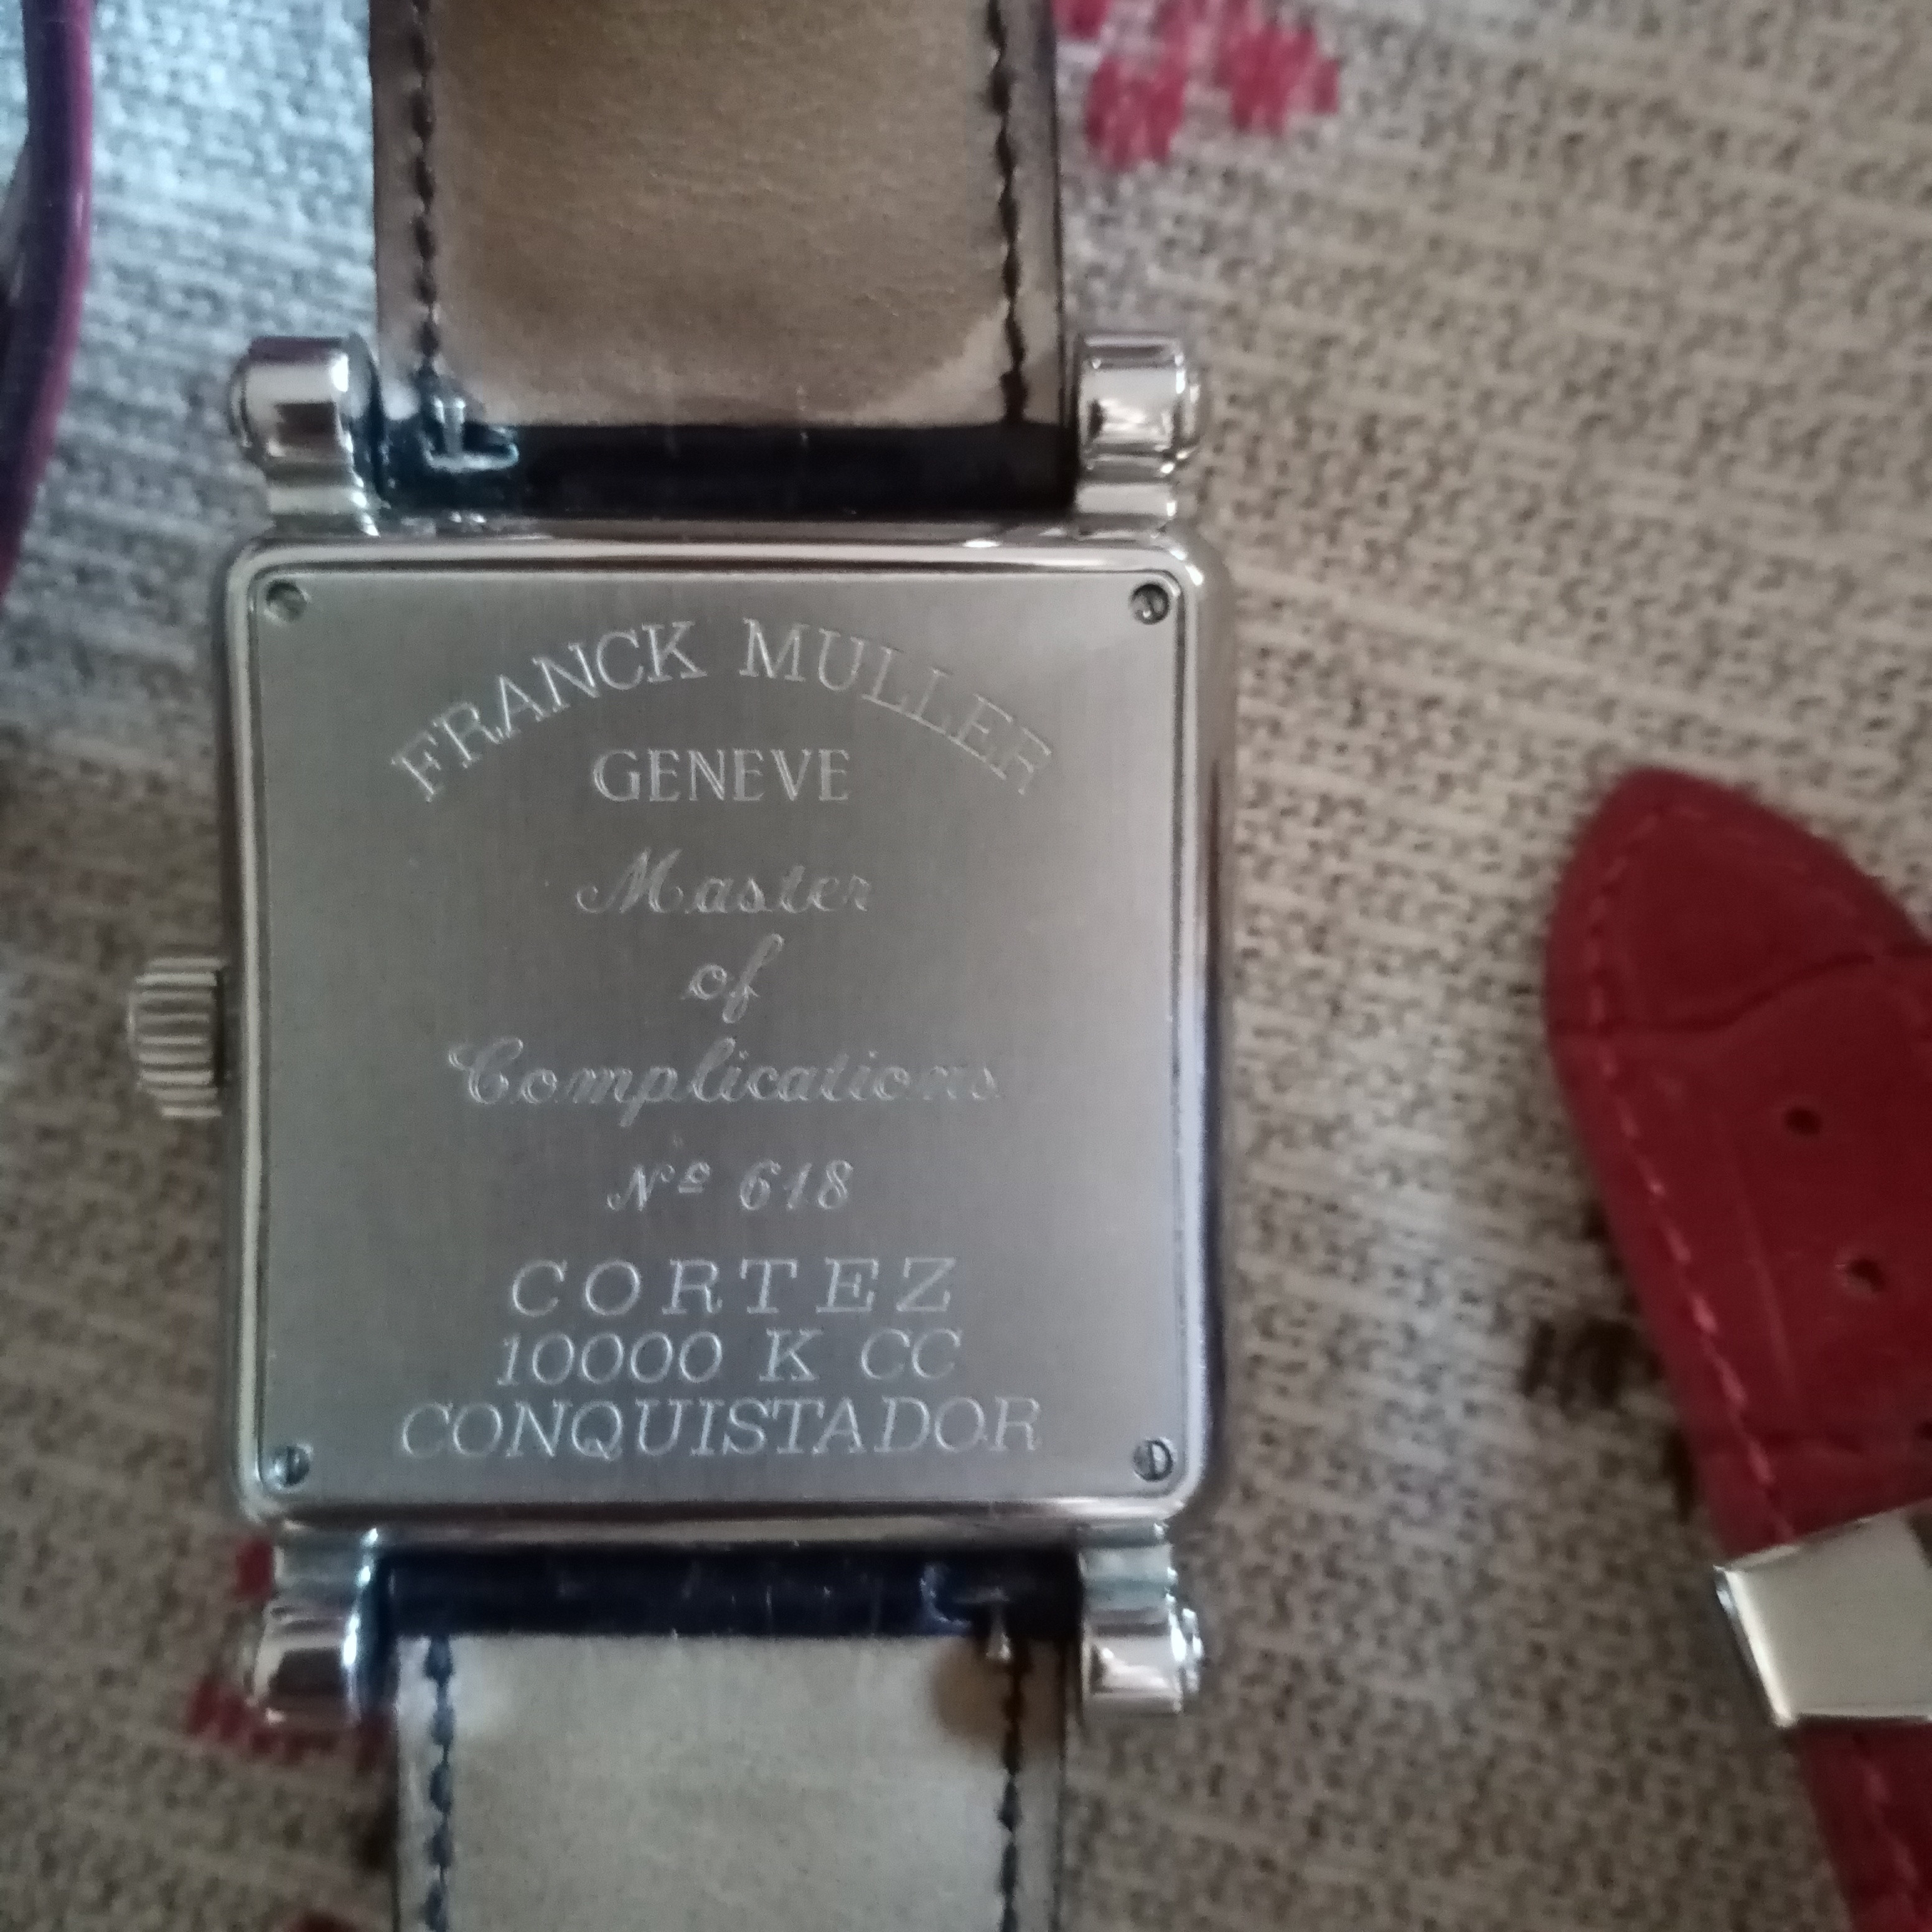 FRANCK MULLER
GENEVE
Master
of
Complications
Nº 618
CORTEZ
10000 K CC
CONQUISTADOR